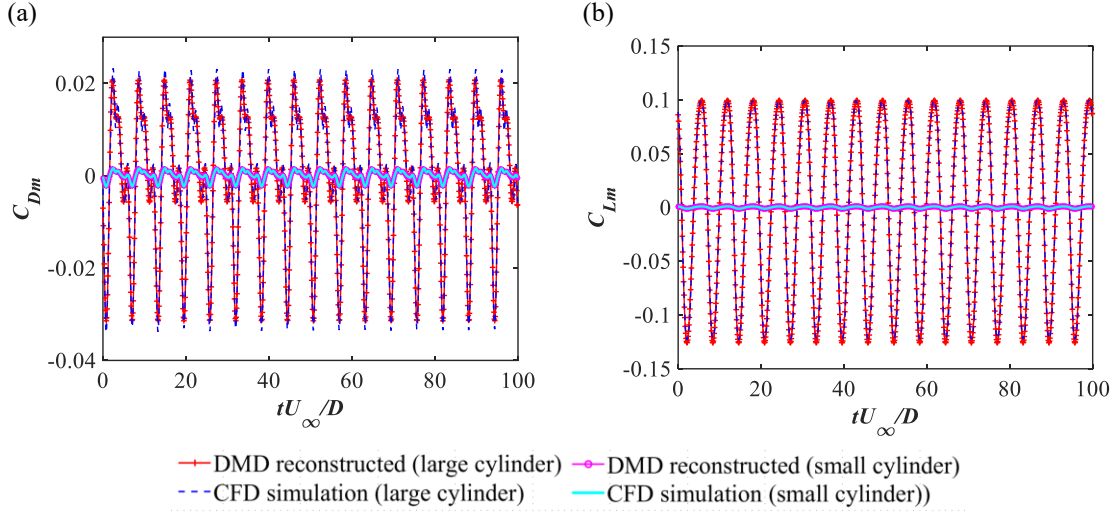 (a)
(b)
C_Dm
0.02
0
-0.02
-0.04
0 20 40 60 80 100
tU_∞/D
C_Lm
0.15
0.1
0.05
0
-0.05
-0.1
-0.15
0 20 40 60 80 100
tU_∞/D
DMD reconstructed (large cylinder)
DMD reconstructed (small cylinder)
CFD simulation (large cylinder)
CFD simulation (small cylinder))